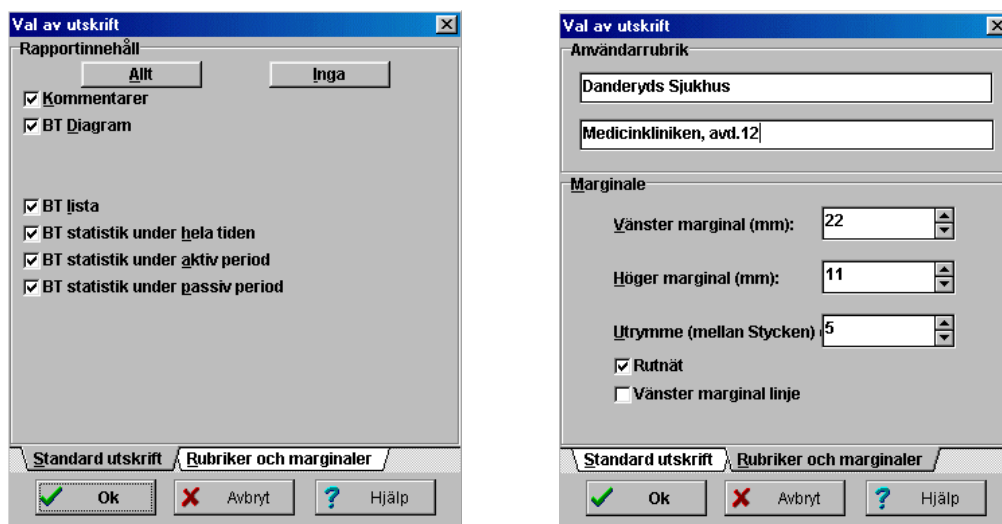 Val av utskrift
Rapportinnehåll
Allt Inga
Kommentarer
BT Diagram
BT lista
BT statistik under hela tiden
BT statistik under aktiv period
BT statistik under passiv period
Standard utskrift Rubriker och marginaler
Ok Avbryt Hjälp
Val av utskrift
Användarrubrik
Danderyds Sjukhus
Medicinkliniken, avd.12
Marginale
Vänster marginal (mm): 22
Höger marginal (mm): 11
Utrymme (mellan Stycken) 5
Rutnät
Vänster marginal linje
Standard utskrift Rubriker och marginaler
Ok Avbryt Hjälp